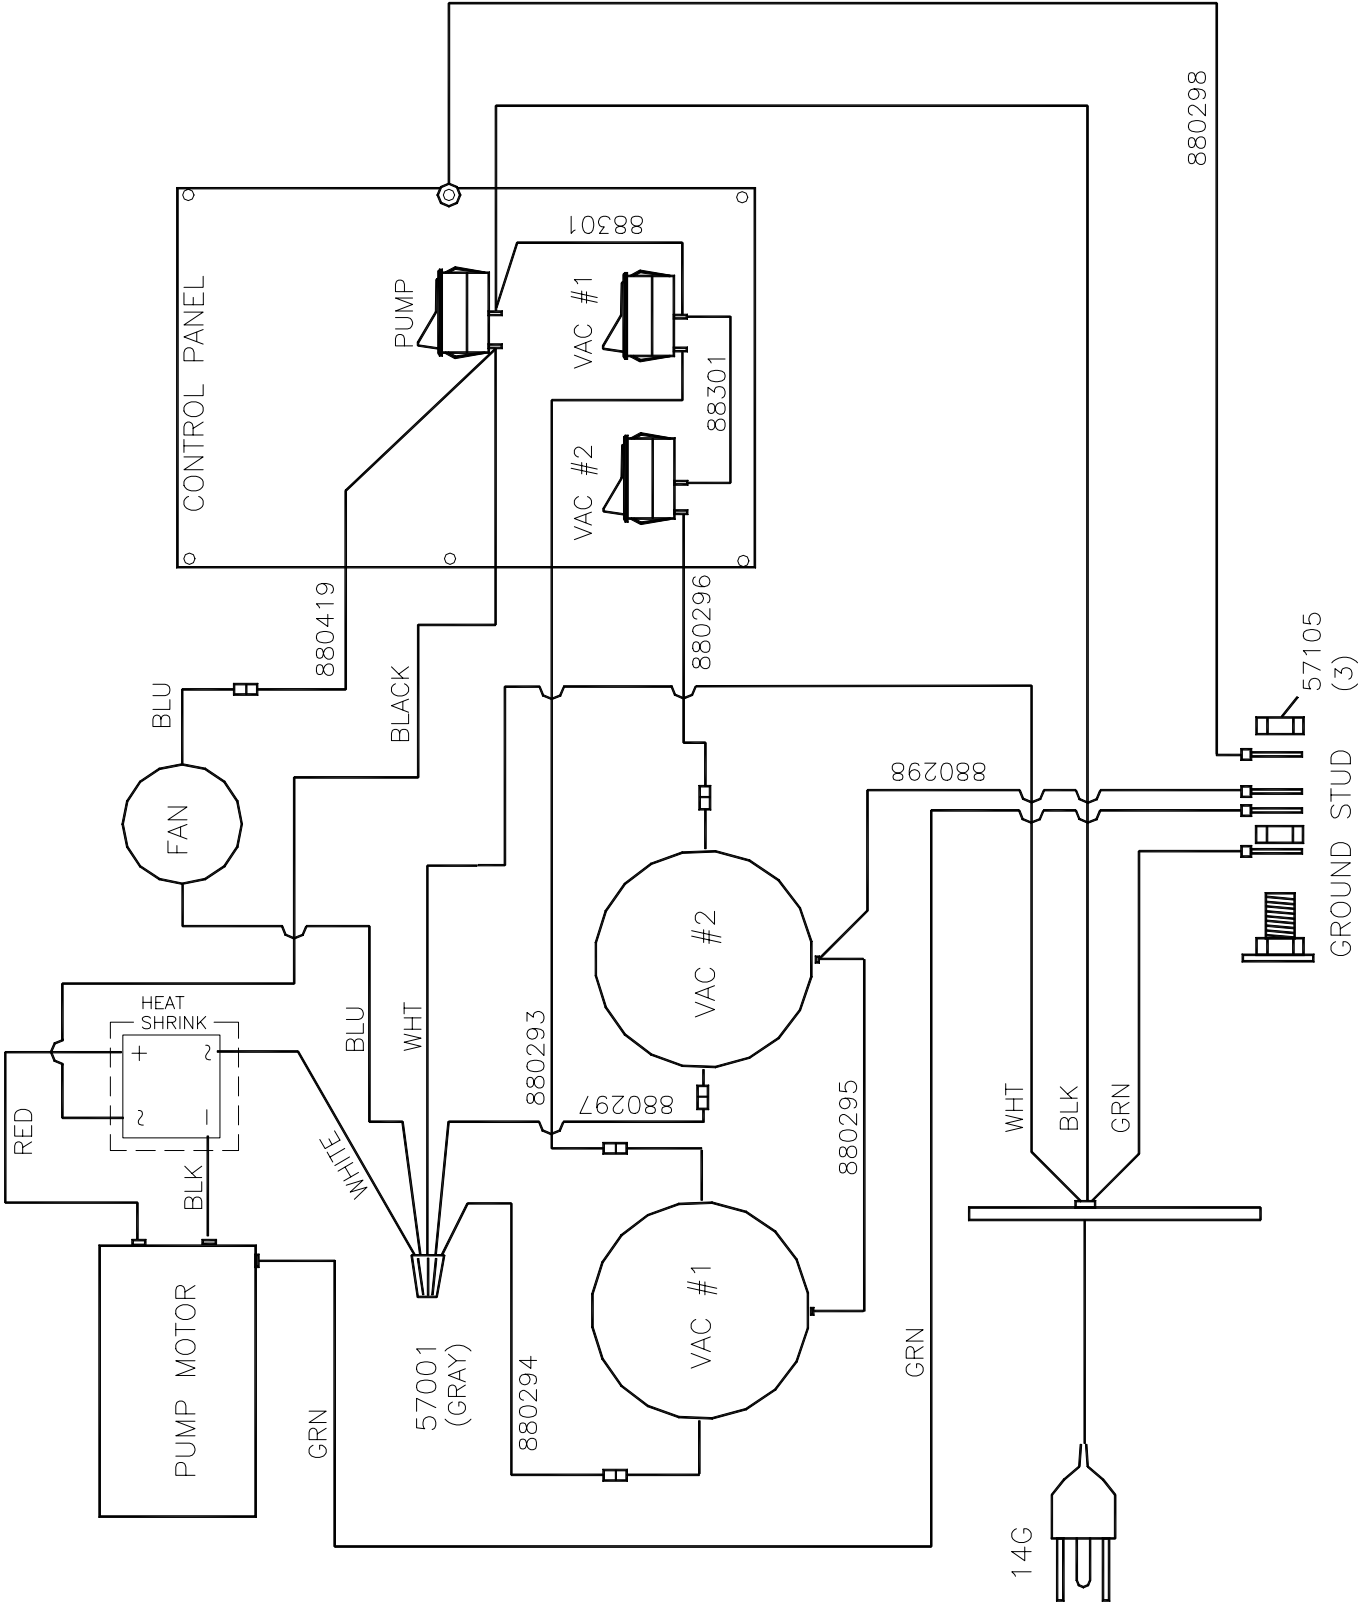 880298
88301
CONTROL PANEL
PUMP
VAC #1
88301
VAC #2
880419
880296
57105
(3)
BLU
BLACK
FAN
880298
GROUND STUD
VAC #2
HEAT
SHRINK
+
~
~
–
BLU
WHT
880293
880297
880295
WHT
BLK
GRN
RED
WHITE
BLK
PUMP MOTOR
VAC #1
57001
(GRAY)
880294
GRN
GRN
14G